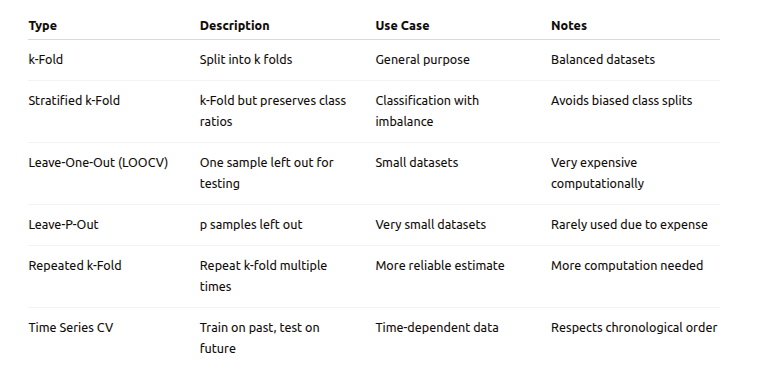 Type Description Use Case Notes
k-Fold Split into k folds General purpose Balanced datasets
Stratified k-Fold k-Fold but preserves class Classification with Avoids biased class splits
ratios imbalance
Leave-One-Out (LOOCV) One sample left out for Small datasets Very expensive
testing computationally
Leave-P-Out p samples left out Very small datasets Rarely used due to expense
Repeated k-Fold Repeat k-fold multiple More reliable estimate More computation needed
times
Time Series CV Train on past, test on Time-dependent data Respects chronological order
future